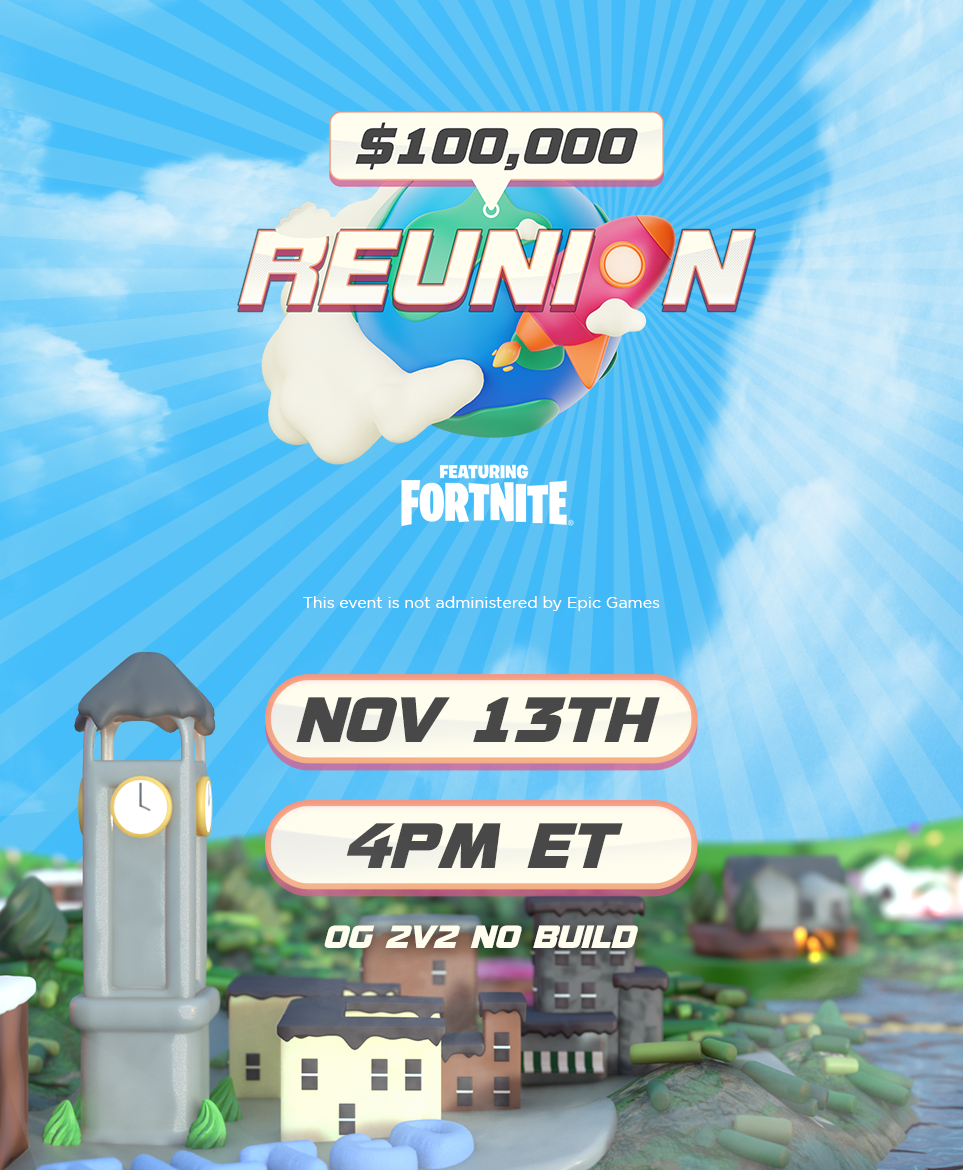 $100,000
REUNION
FEATURING
FORTNITE
This event is not administered by Epic Games
NOV 13TH
4PM ET
OG 2V2 NO BUILD